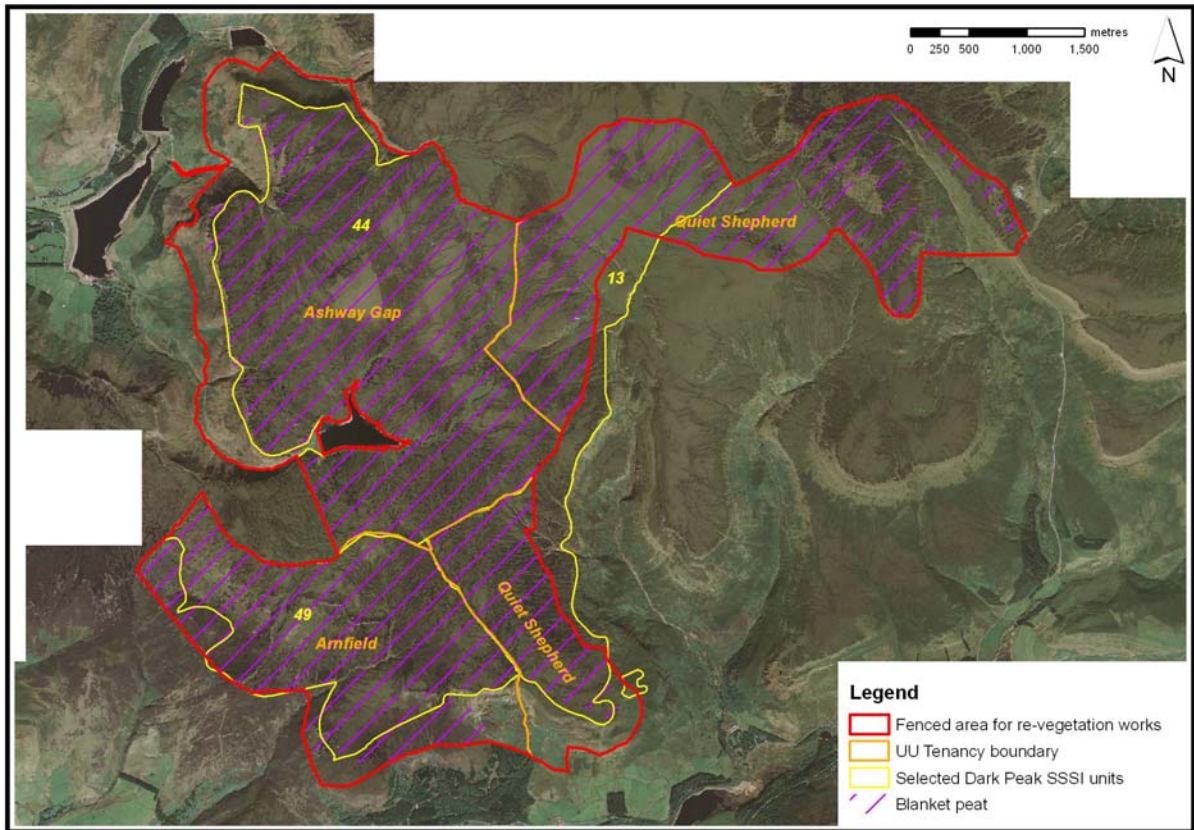 metres
0 250 500 1,000 1,500
N
44
Quiet Shepherd
13
Ashway Gap
49
Arnfield
Quiet Shepherd
Legend
Fenced area for re-vegetation works
UU Tenancy boundary
Selected Dark Peak SSSI units
Blanket peat